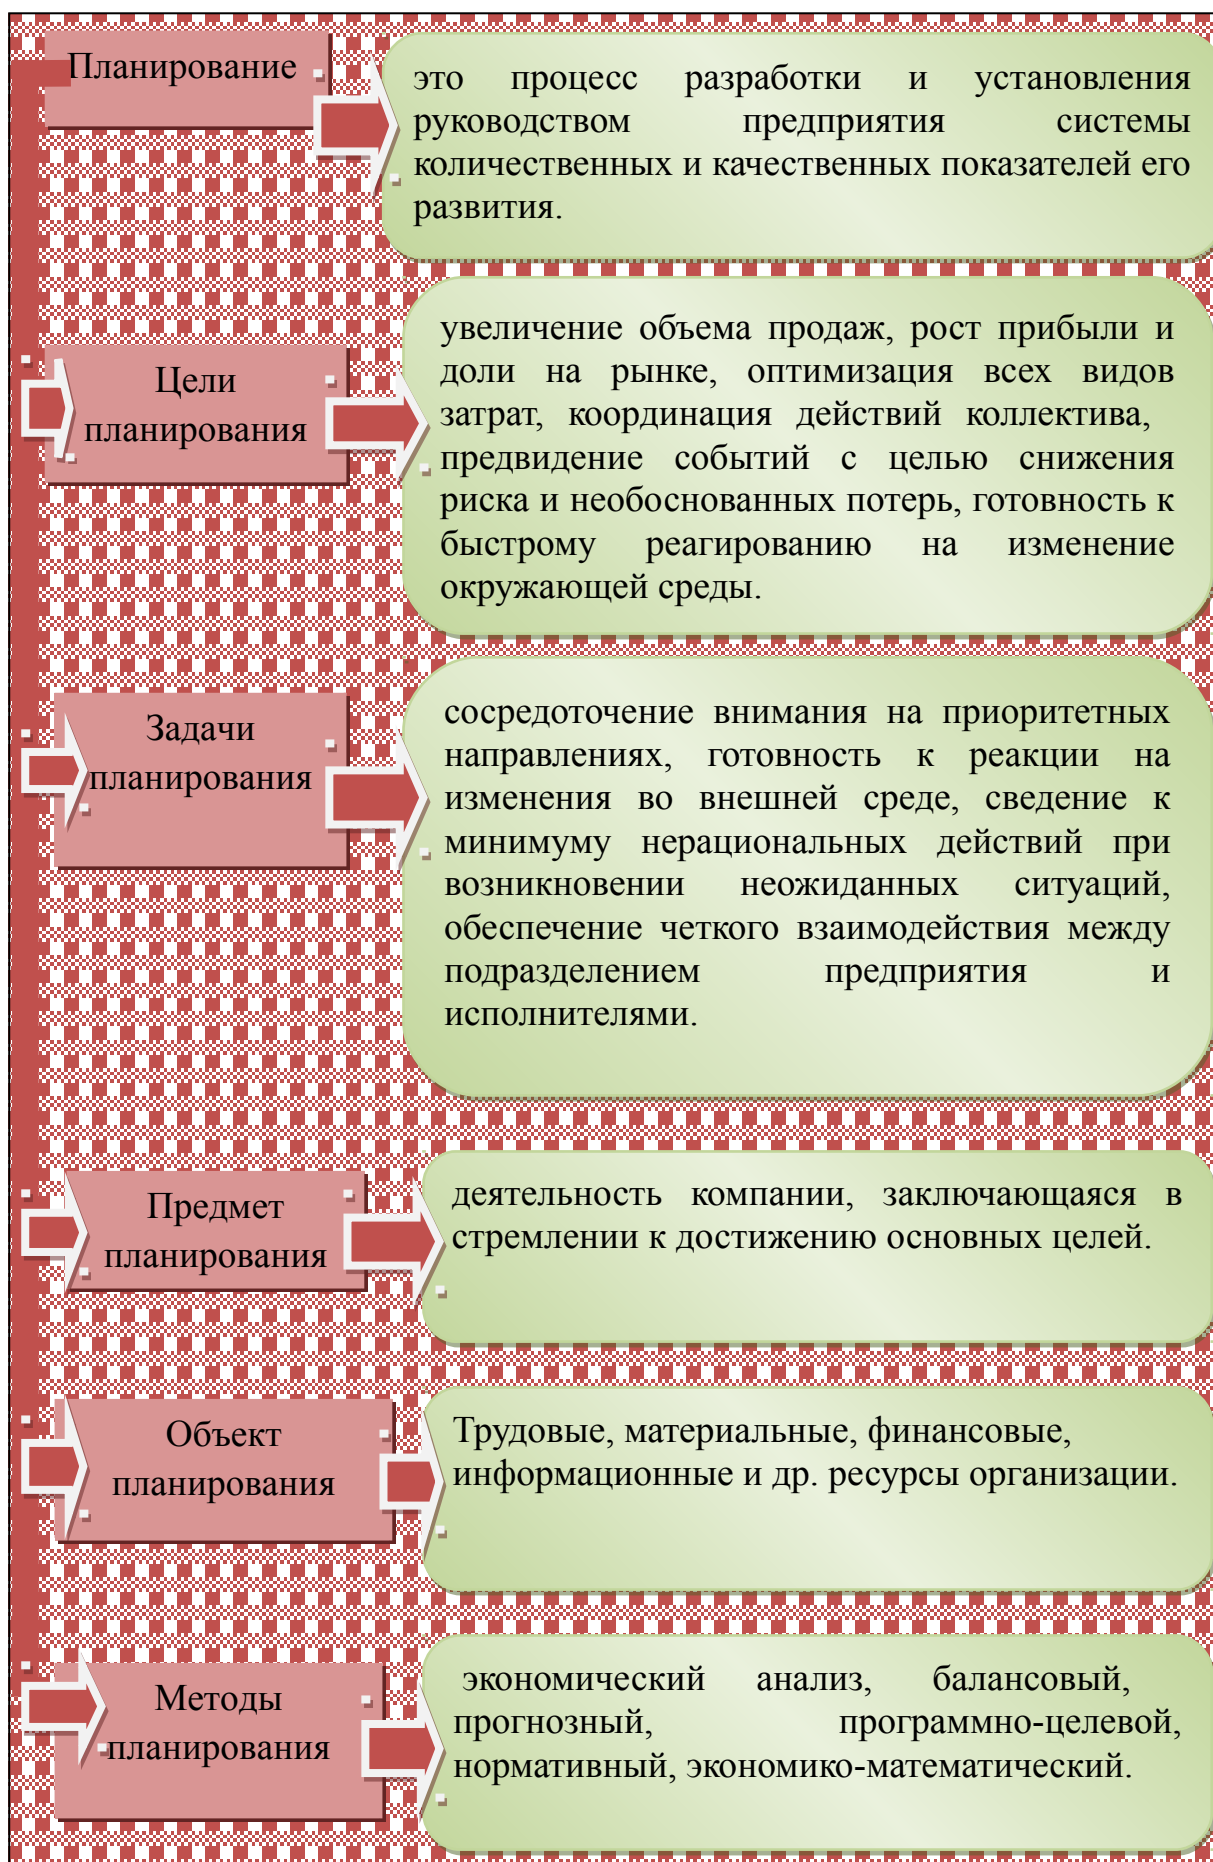 Планирование
это процесс разработки и установления
руководством предприятия системы
количественных и качественных показателей его
развития.
Цели
планирования
увеличение объема продаж, рост прибыли и
доли на рынке, оптимизация всех видов
затрат, координация действий коллектива,
предвидение событий с целью снижения
риска и необоснованных потерь, готовность к
быстрому реагированию на изменение
окружающей среды.
Задачи
планирования
сосредоточение внимания на приоритетных
направлениях, готовность к реакции на
изменения во внешней среде, сведение к
минимуму нерациональных действий при
возникновении неожиданных ситуаций,
обеспечение четкого взаимодействия между
подразделением предприятия и
исполнителями.
Предмет
планирования
деятельность компании, заключающаяся в
стремлении к достижению основных целей.
Объект
планирования
Трудовые, материальные, финансовые,
информационные и др. ресурсы организации.
Методы
планирования
экономический анализ, балансовый,
прогнозный, программно-целевой,
нормативный, экономико-математический.